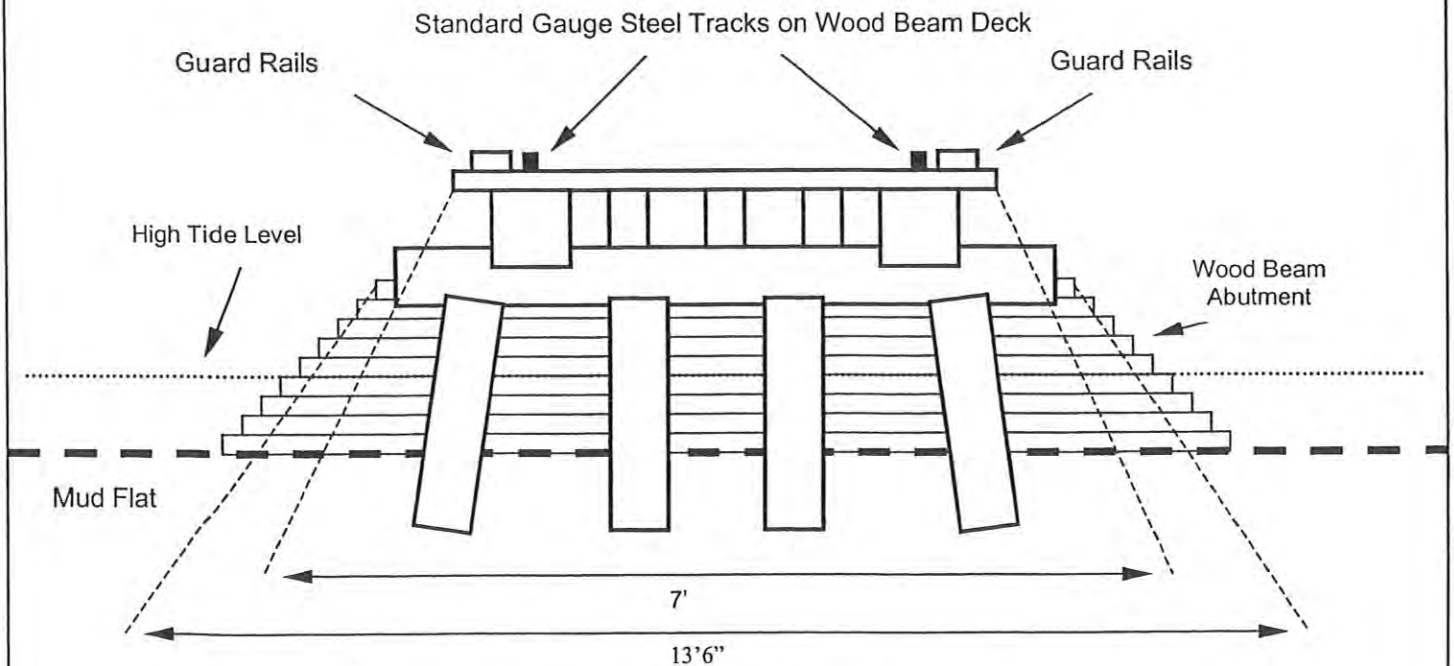 Standard Gauge Steel Tracks on Wood Beam Deck
Guard Rails
Guard Rails
High Tide Level
Wood Beam
Abutment
Mud Flat
7'
13'6”